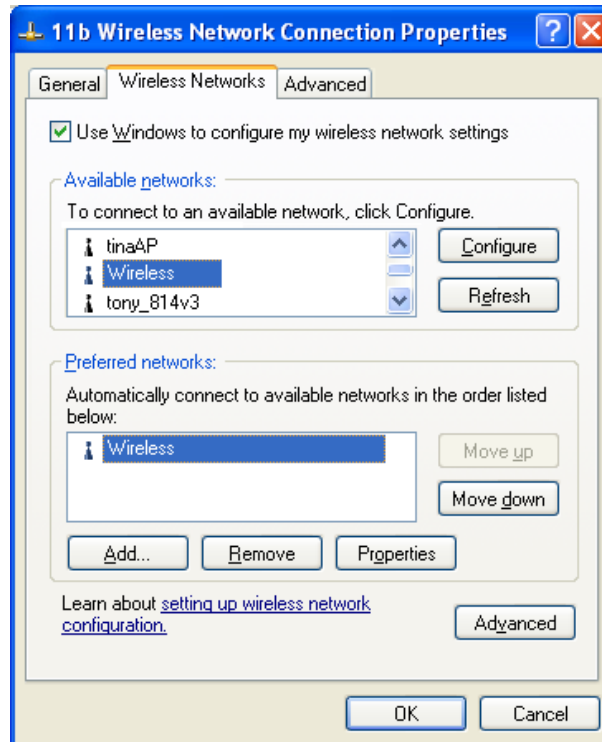 11b Wireless Network Connection Properties
General Wireless Networks Advanced
Use Windows to configure my wireless network settings
Available networks:
To connect to an available network, click Configure.
tinaAP
Wireless
tony_814v3
Configure
Refresh
Preferred networks:
Automatically connect to available networks in the order listed
below:
Wireless
Move up
Move down
Add... Remove Properties
Learn about setting up wireless network
configuration.
Advanced
OK Cancel